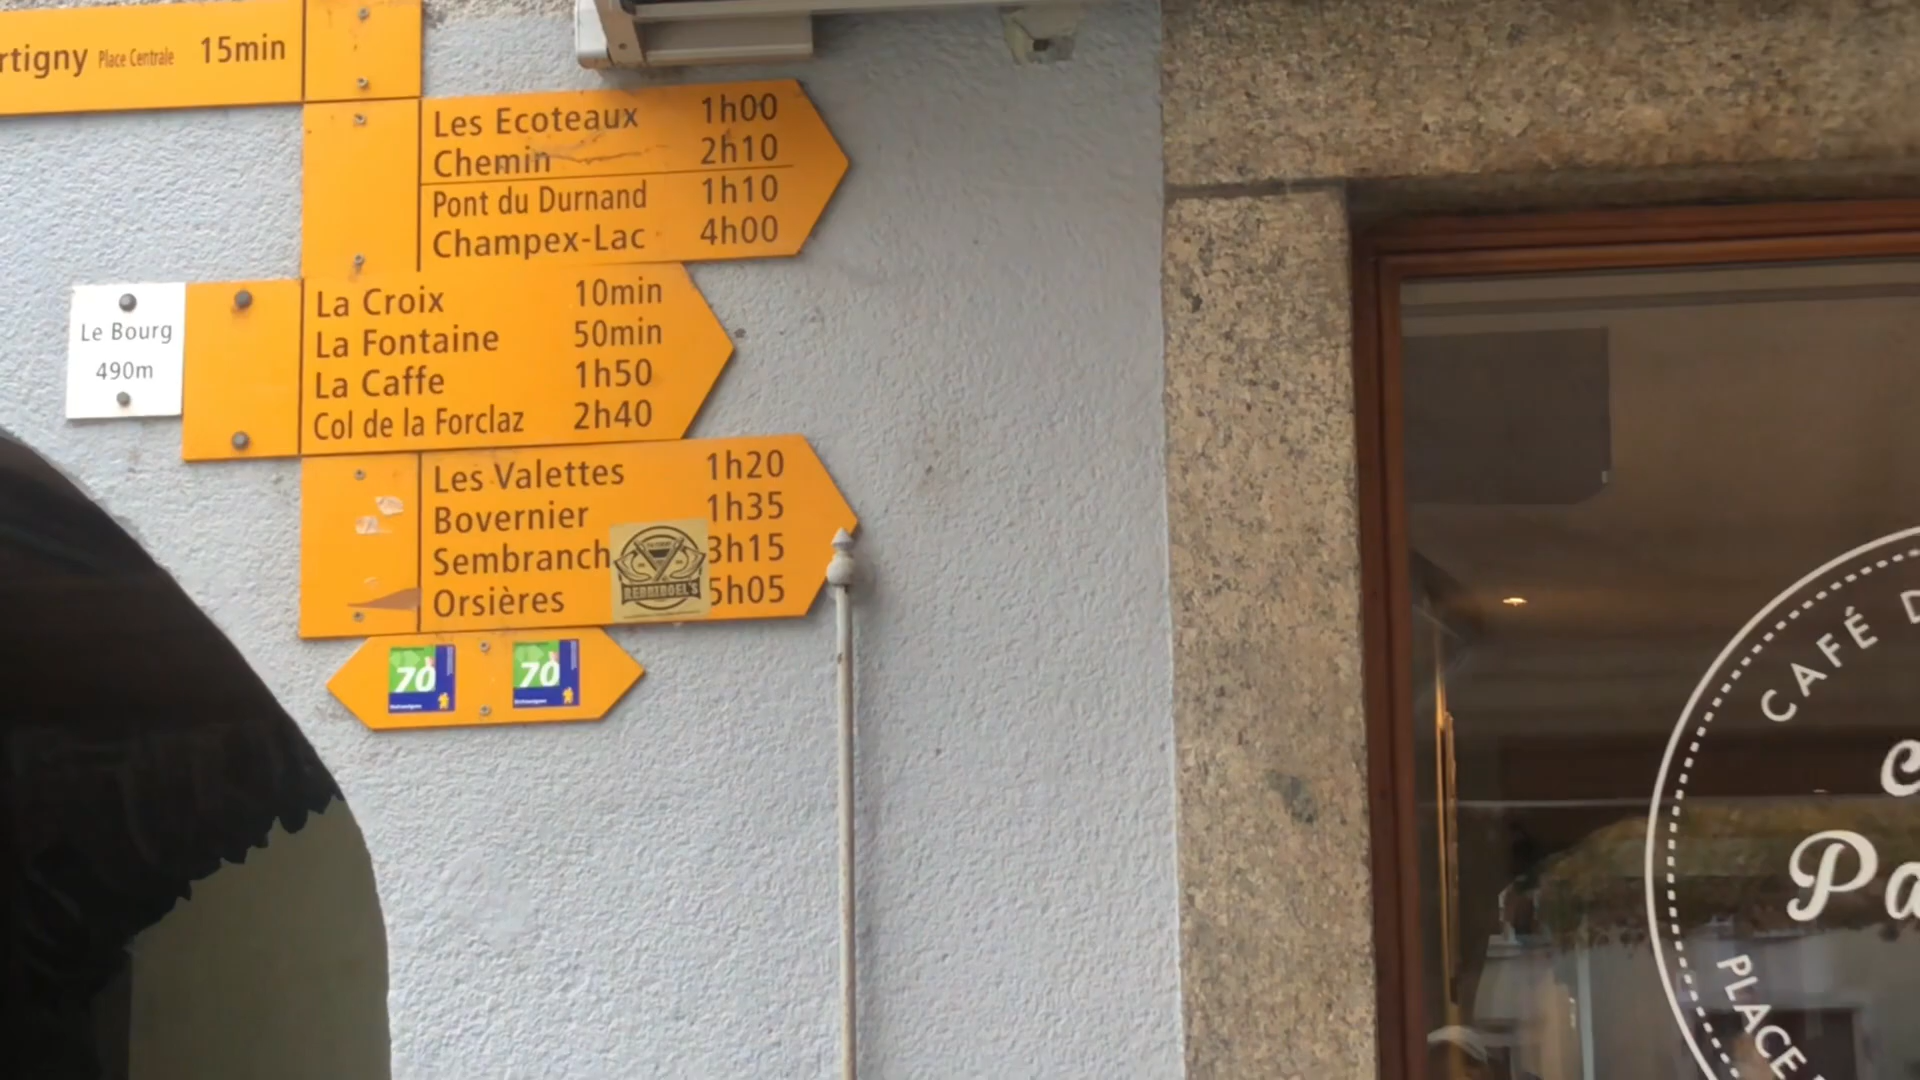 rtigny Place Centrale 15min
Les Ecoteaux 1h00
Chemin 2h10
Pont du Durnand 1h10
Champex-Lac 4h00
Le Bourg
490m
La Croix 10min
La Fontaine 50min
La Caffe 1h50
Col de la Forclaz 2h40
Les Valettes 1h20
Bovernier 1h35
Sembranch 3h15
Orsières 5h05
70 70
CAFÉ D
Pa
PLACE